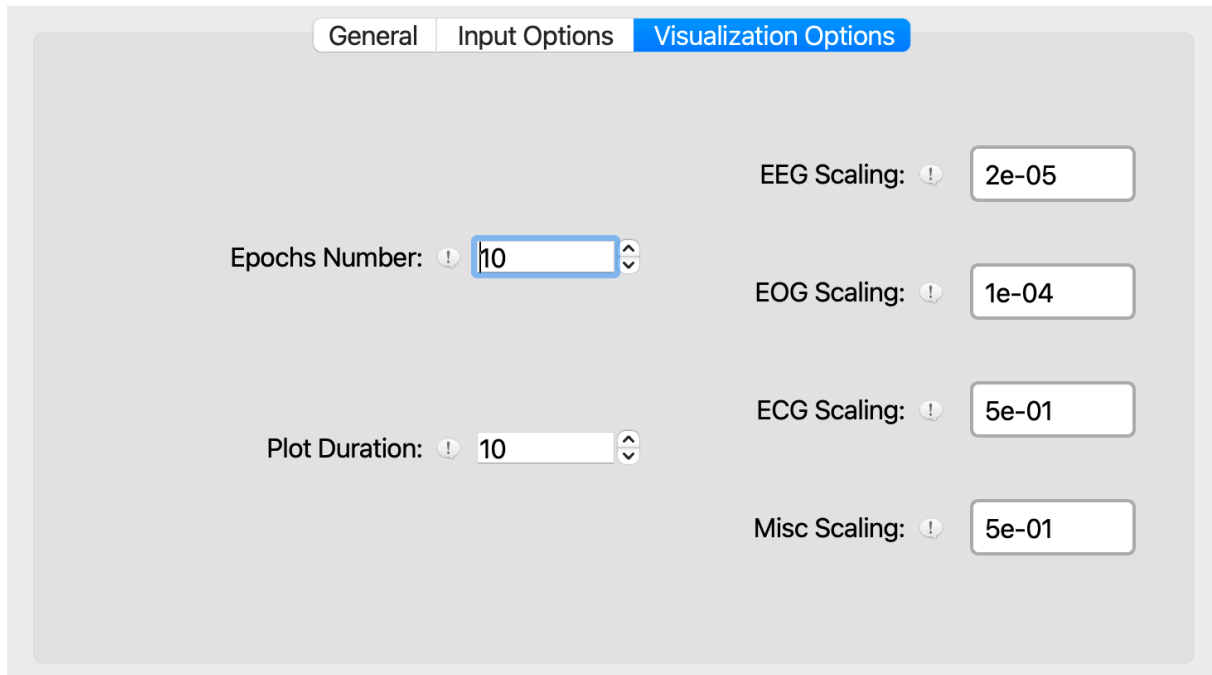 General
Input Options
Visualization Options
EEG Scaling: ! 2e-05
Epochs Number: ! 10
EOG Scaling: ! 1e-04
ECG Scaling: ! 5e-01
Plot Duration: ! 10
Misc Scaling: ! 5e-01